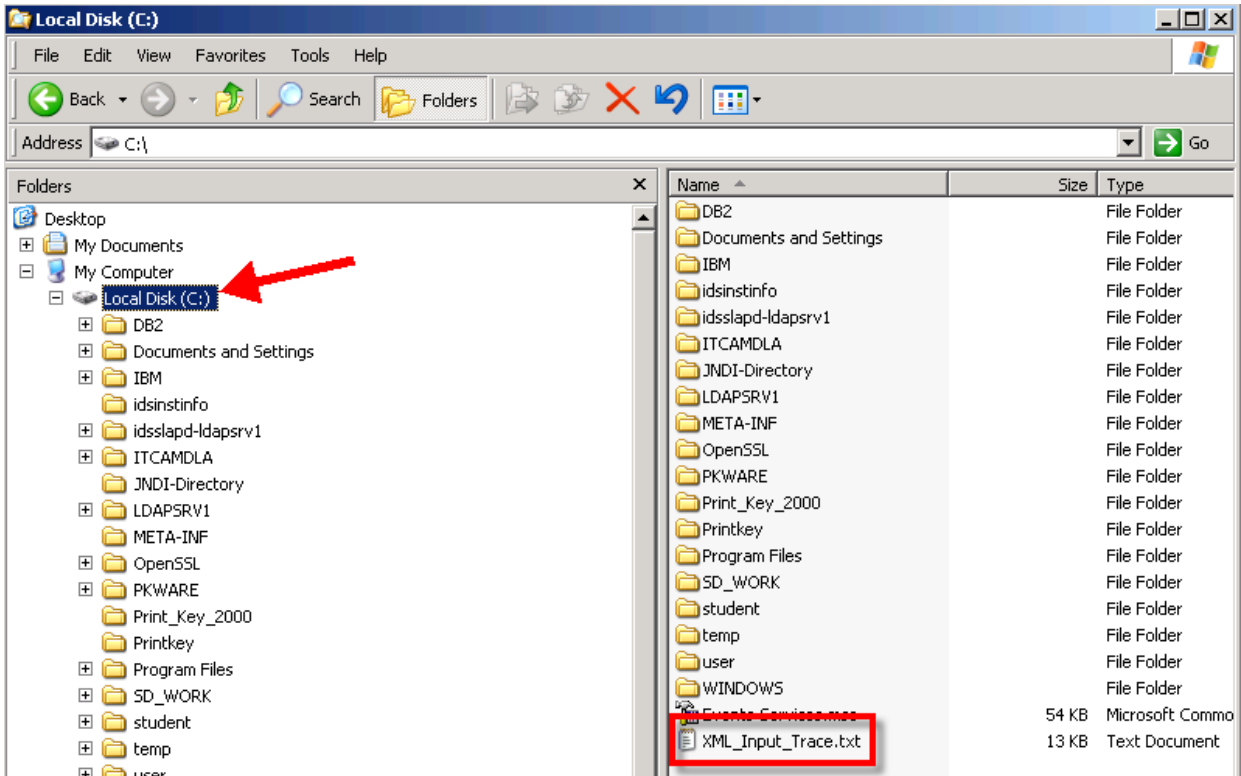 Local Disk (C:)
File Edit View Favorites Tools Help
Back Search Folders
Address C:\ Go
Folders
Desktop
My Documents
My Computer
Local Disk (C:)
DB2
Documents and Settings
IBM
idsinstinfo
idsslapd-ldapsrv1
ITCAMDLA
JNDI-Directory
LDAPSRV1
META-INF
OpenSSL
PKWARE
Print_Key_2000
Printkey
Program Files
SD_WORK
student
temp
user
Name Size Type
DB2 File Folder
Documents and Settings File Folder
IBM File Folder
idsinstinfo File Folder
idsslapd-ldapsrv1 File Folder
ITCAMDLA File Folder
JNDI-Directory File Folder
LDAPSRV1 File Folder
META-INF File Folder
OpenSSL File Folder
PKWARE File Folder
Print_Key_2000 File Folder
Printkey File Folder
Program Files File Folder
SD_WORK File Folder
student File Folder
temp File Folder
user File Folder
WINDOWS File Folder
54 KB Microsoft Commo
XML_Input_Trace.txt 13 KB Text Document